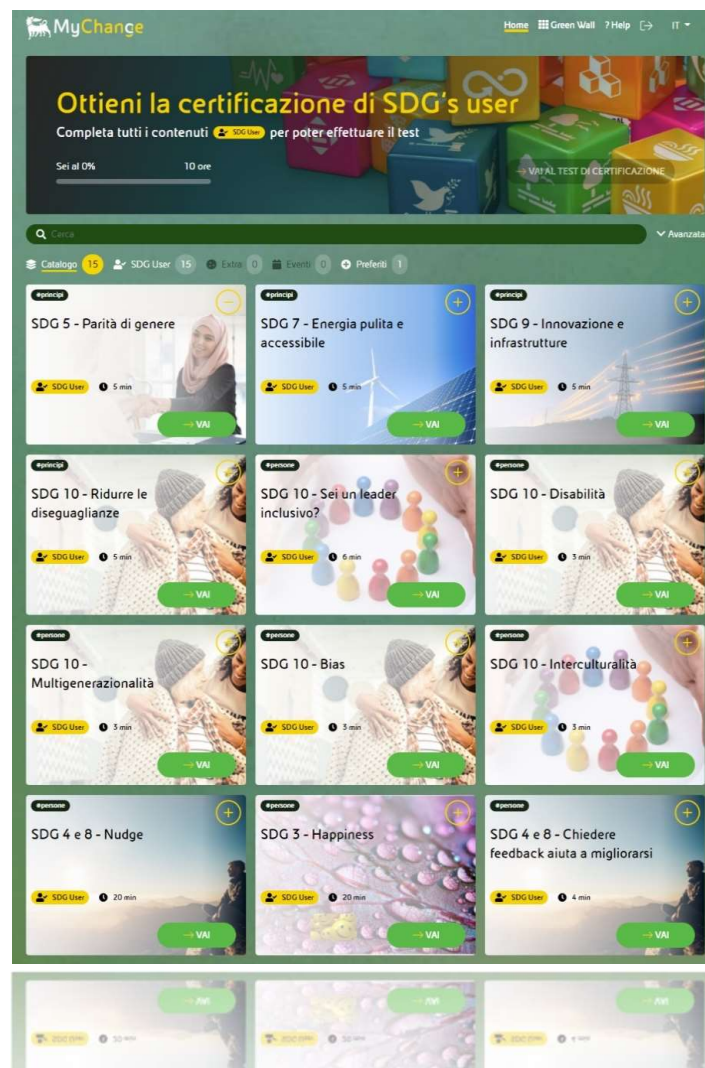 MyChange
Home Green Wall ? Help IT
Ottieni la certificazione di SDG's user
Completa tutti i contenuti SDG User per poter effettuare il test
Sei al 0% 10 ore
→ VAI AL TEST DI CERTIFICAZIONE
Cerca Avanzata
Catalogo 15 SDG User 15 Extra 0 Eventi 0 Preferiti 1
#principi #principi #principi
SDG 5 - Parità di genere SDG 7 - Energia pulita e SDG 9 - Innovazione e
accessibile infrastrutture
SDG User 5 min SDG User 5 min SDG User 5 min
→ VAI → VAI → VAI
#principi #persone #persone
SDG 10 - Ridurre le SDG 10 - Sei un leader SDG 10 - Disabilità
diseguaglianze inclusivo?
SDG User 5 min SDG User 6 min SDG User 3 min
→ VAI → VAI → VAI
#persone #persone #persone
SDG 10 - SDG 10 - Bias SDG 10 - Interculturalità
Multigenerazionalità
SDG User 3 min SDG User 3 min SDG User 3 min
→ VAI → VAI → VAI
#persone #persone #persone
SDG 4 e 8 - Nudge SDG 3 - Happiness SDG 4 e 8 - Chiedere
feedback aiuta a migliorarsi
SDG User 20 min SDG User 20 min SDG User 4 min
→ VAI → VAI → VAI